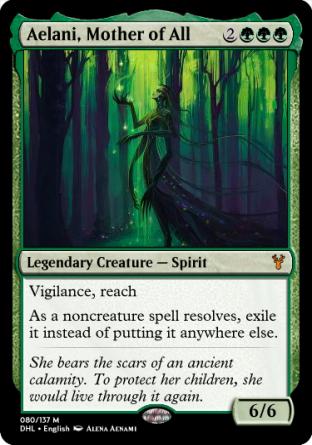 Aelani, Mother of All 2
Legendary Creature — Spirit
Vigilance, reach
As a noncreature spell resolves, exile
it instead of putting it anywhere else.
She bears the scars of an ancient
calamity. To protect her children, she
would live through it again.
6/6
080/137 M
DHL • English Alena Aenami